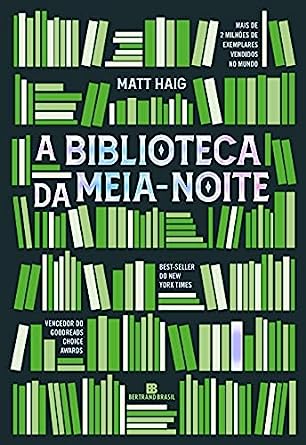 MAIS DE
2 MILHÕES DE
EXEMPLARES
VENDIDOS
NO MUNDO
MATT HAIG
A BIBLIOTECA
DA MEIA-NOITE
BEST-SELLER
DO NEW
YORK TIMES
VENCEDOR DO
GOODREADS
CHOICE
AWARDS
BB
BERTRAND BRASIL